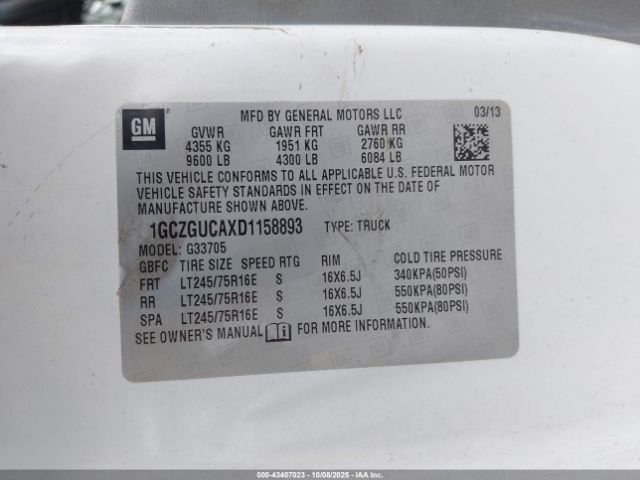 GM
MFD BY GENERAL MOTORS LLC 03/13
GVWR GAWR FRT GAWR RR
4355 KG 1951 KG 2760 KG
9600 LB 4300 LB 6084 LB
THIS VEHICLE CONFORMS TO ALL APPLICABLE U.S. FEDERAL MOTOR
VEHICLE SAFETY STANDARDS IN EFFECT ON THE DATE OF
MANUFACTURE SHOWN ABOVE.
1GCZGUCAXD1158893 TYPE: TRUCK
MODEL: G33705
GBFC TIRE SIZE SPEED RTG RIM COLD TIRE PRESSURE
FRT LT245/75R16E S 16X6.5J 340KPA(50PSI)
RR LT245/75R16E S 16X6.5J 550KPA(80PSI)
SPA LT245/75R16E S 16X6.5J 550KPA(80PSI)
SEE OWNER'S MANUAL FOR MORE INFORMATION.
000-43407023 | 10/08/2025 | IAAI.COM